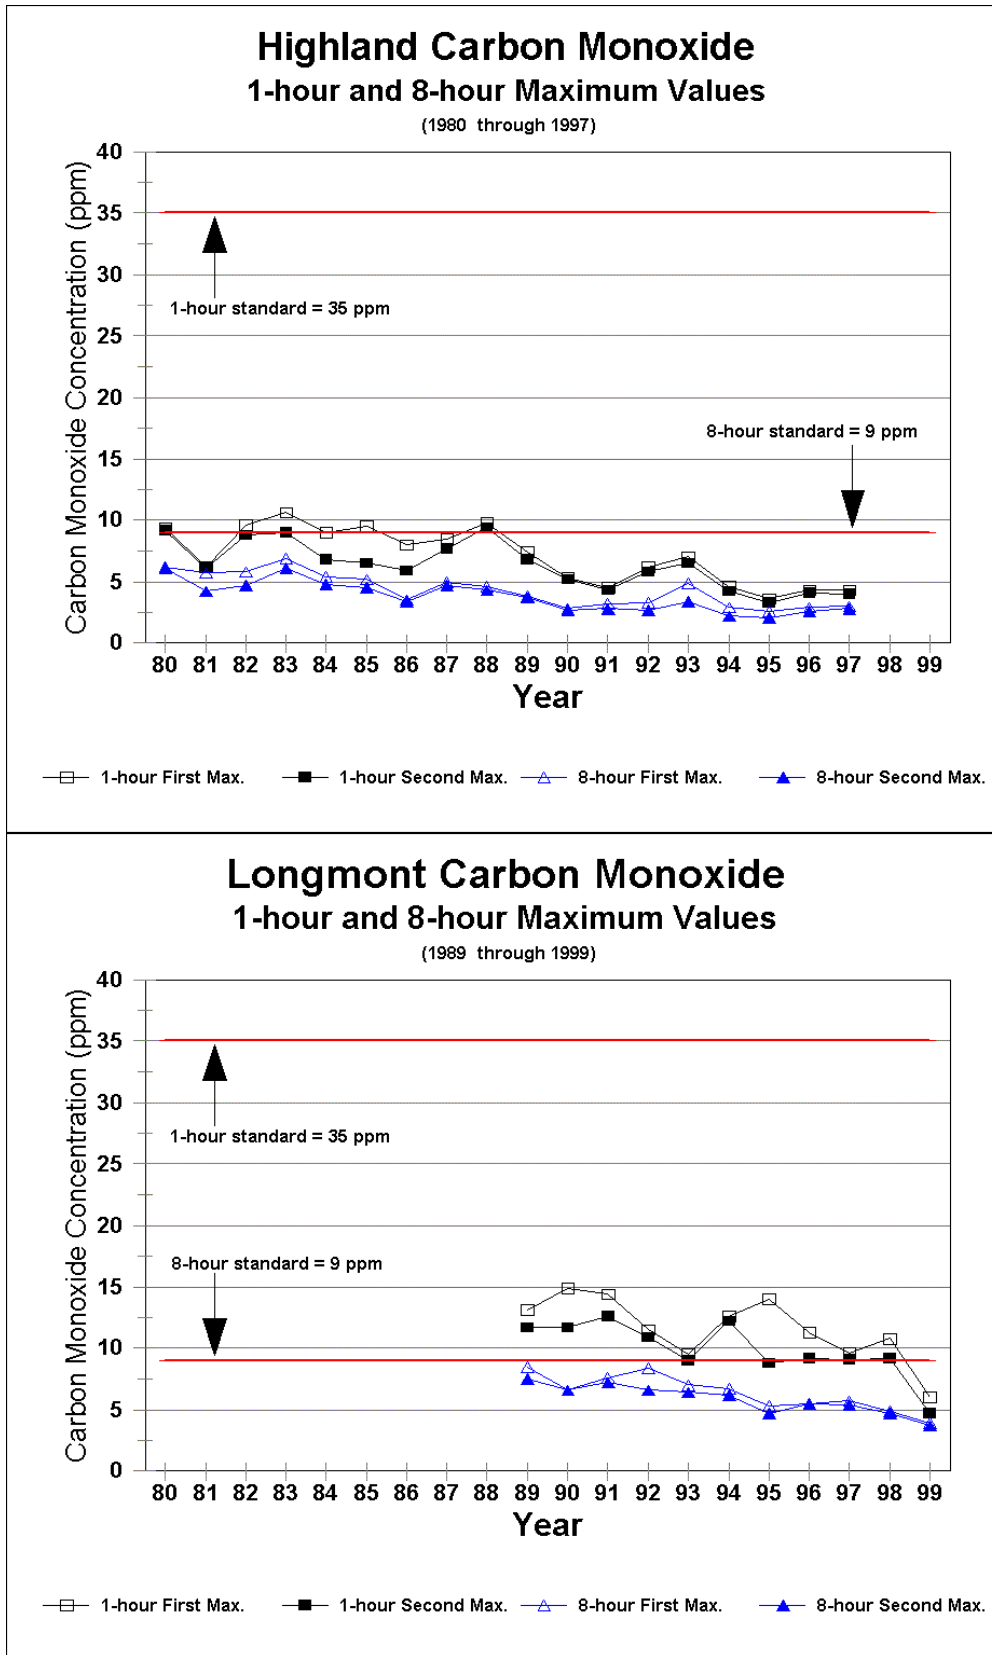 Highland Carbon Monoxide
1-hour and 8-hour Maximum Values
(1980 through 1997)
Carbon Monoxide Concentration (ppm)
40
35
30
25
20
15
10
5
0
1-hour standard = 35 ppm
8-hour standard = 9 ppm
80 81 82 83 84 85 86 87 88 89 90 91 92 93 94 95 96 97 98 99
Year
1-hour First Max. 1-hour Second Max. 8-hour First Max. 8-hour Second Max.
Longmont Carbon Monoxide
1-hour and 8-hour Maximum Values
(1989 through 1999)
Carbon Monoxide Concentration (ppm)
40
35
30
25
20
15
10
5
0
1-hour standard = 35 ppm
8-hour standard = 9 ppm
80 81 82 83 84 85 86 87 88 89 90 91 92 93 94 95 96 97 98 99
Year
1-hour First Max. 1-hour Second Max. 8-hour First Max. 8-hour Second Max.